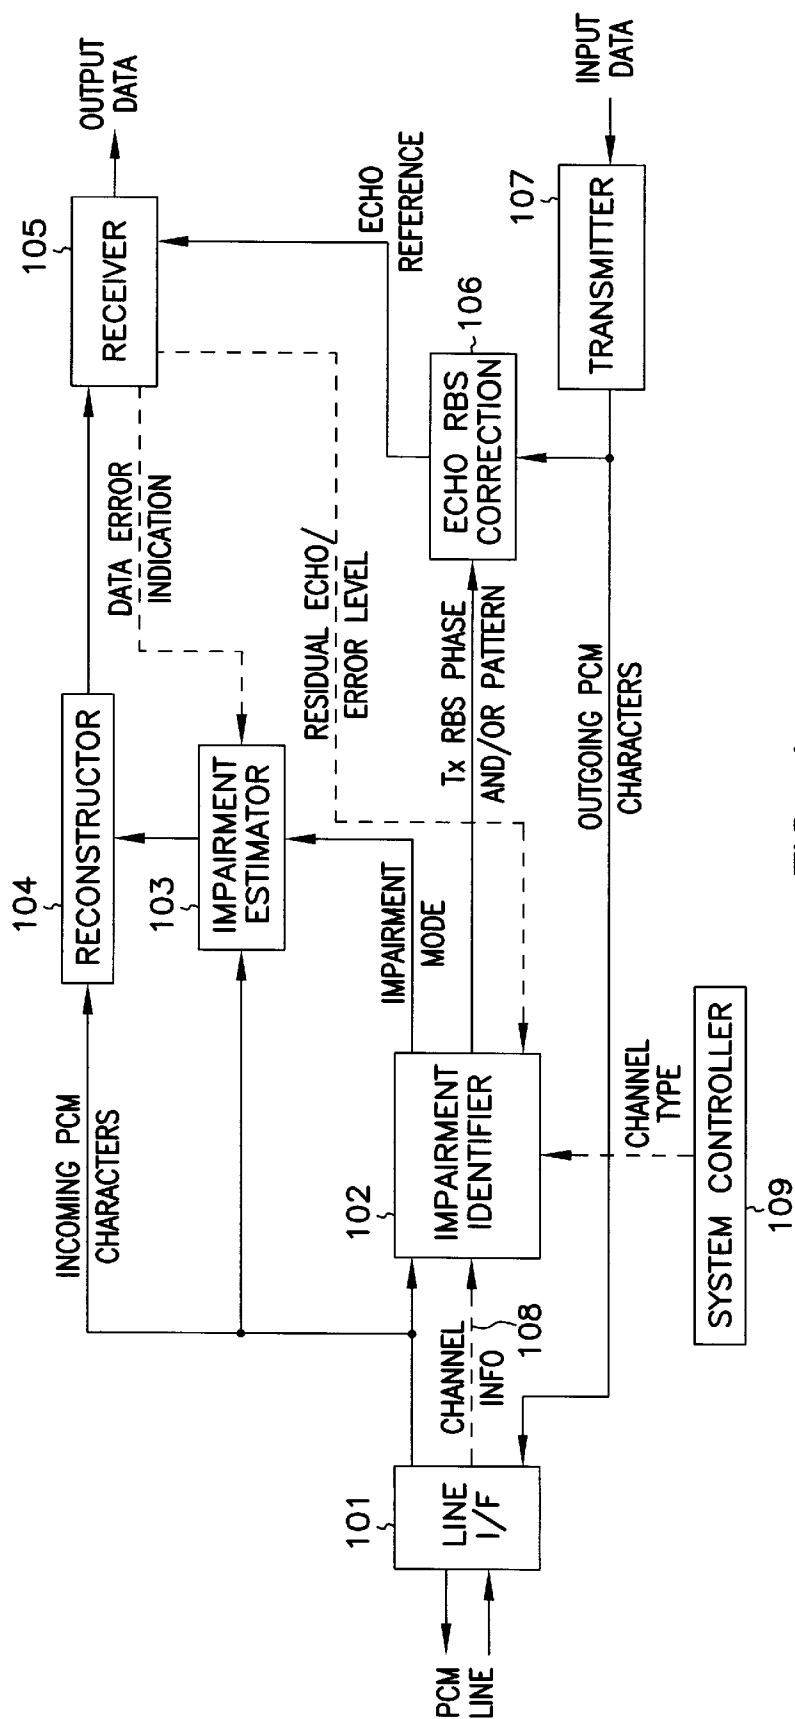 OUTPUT
DATA
105
RECEIVER
ECHO
REFERENCE
INPUT
DATA
107
TRANSMITTER
106
ECHO RBS
CORRECTION
DATA ERROR
INDICATION
RESIDUAL ECHO/
ERROR LEVEL
Tx RBS PHASE
AND/OR PATTERN
OUTGOING PCM
CHARACTERS
104
RECONSTRUCTOR
103
IMPAIRMENT
ESTIMATOR
IMPAIRMENT
MODE
INCOMING PCM
CHARACTERS
102
IMPAIRMENT
IDENTIFIER
CHANNEL
TYPE
SYSTEM CONTROLLER
109
CHANNEL
INFO
108
101
LINE
I/F
PCM
LINE